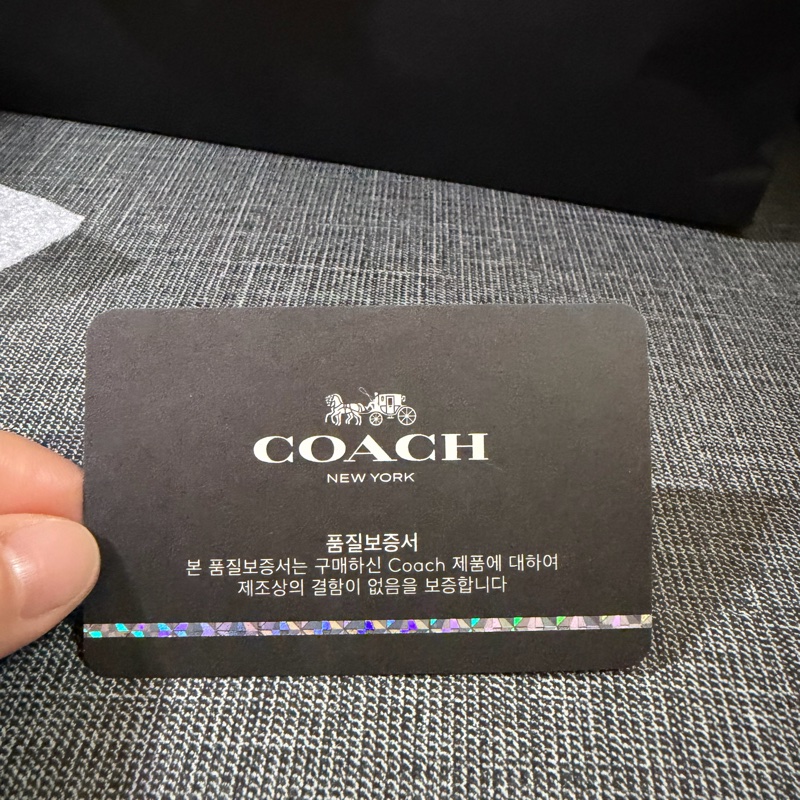 COACH
NEW YORK
품질보증서
본 품질보증서는 구매하신 Coach 제품에 대하여
제조상의 결함이 없음을 보증합니다